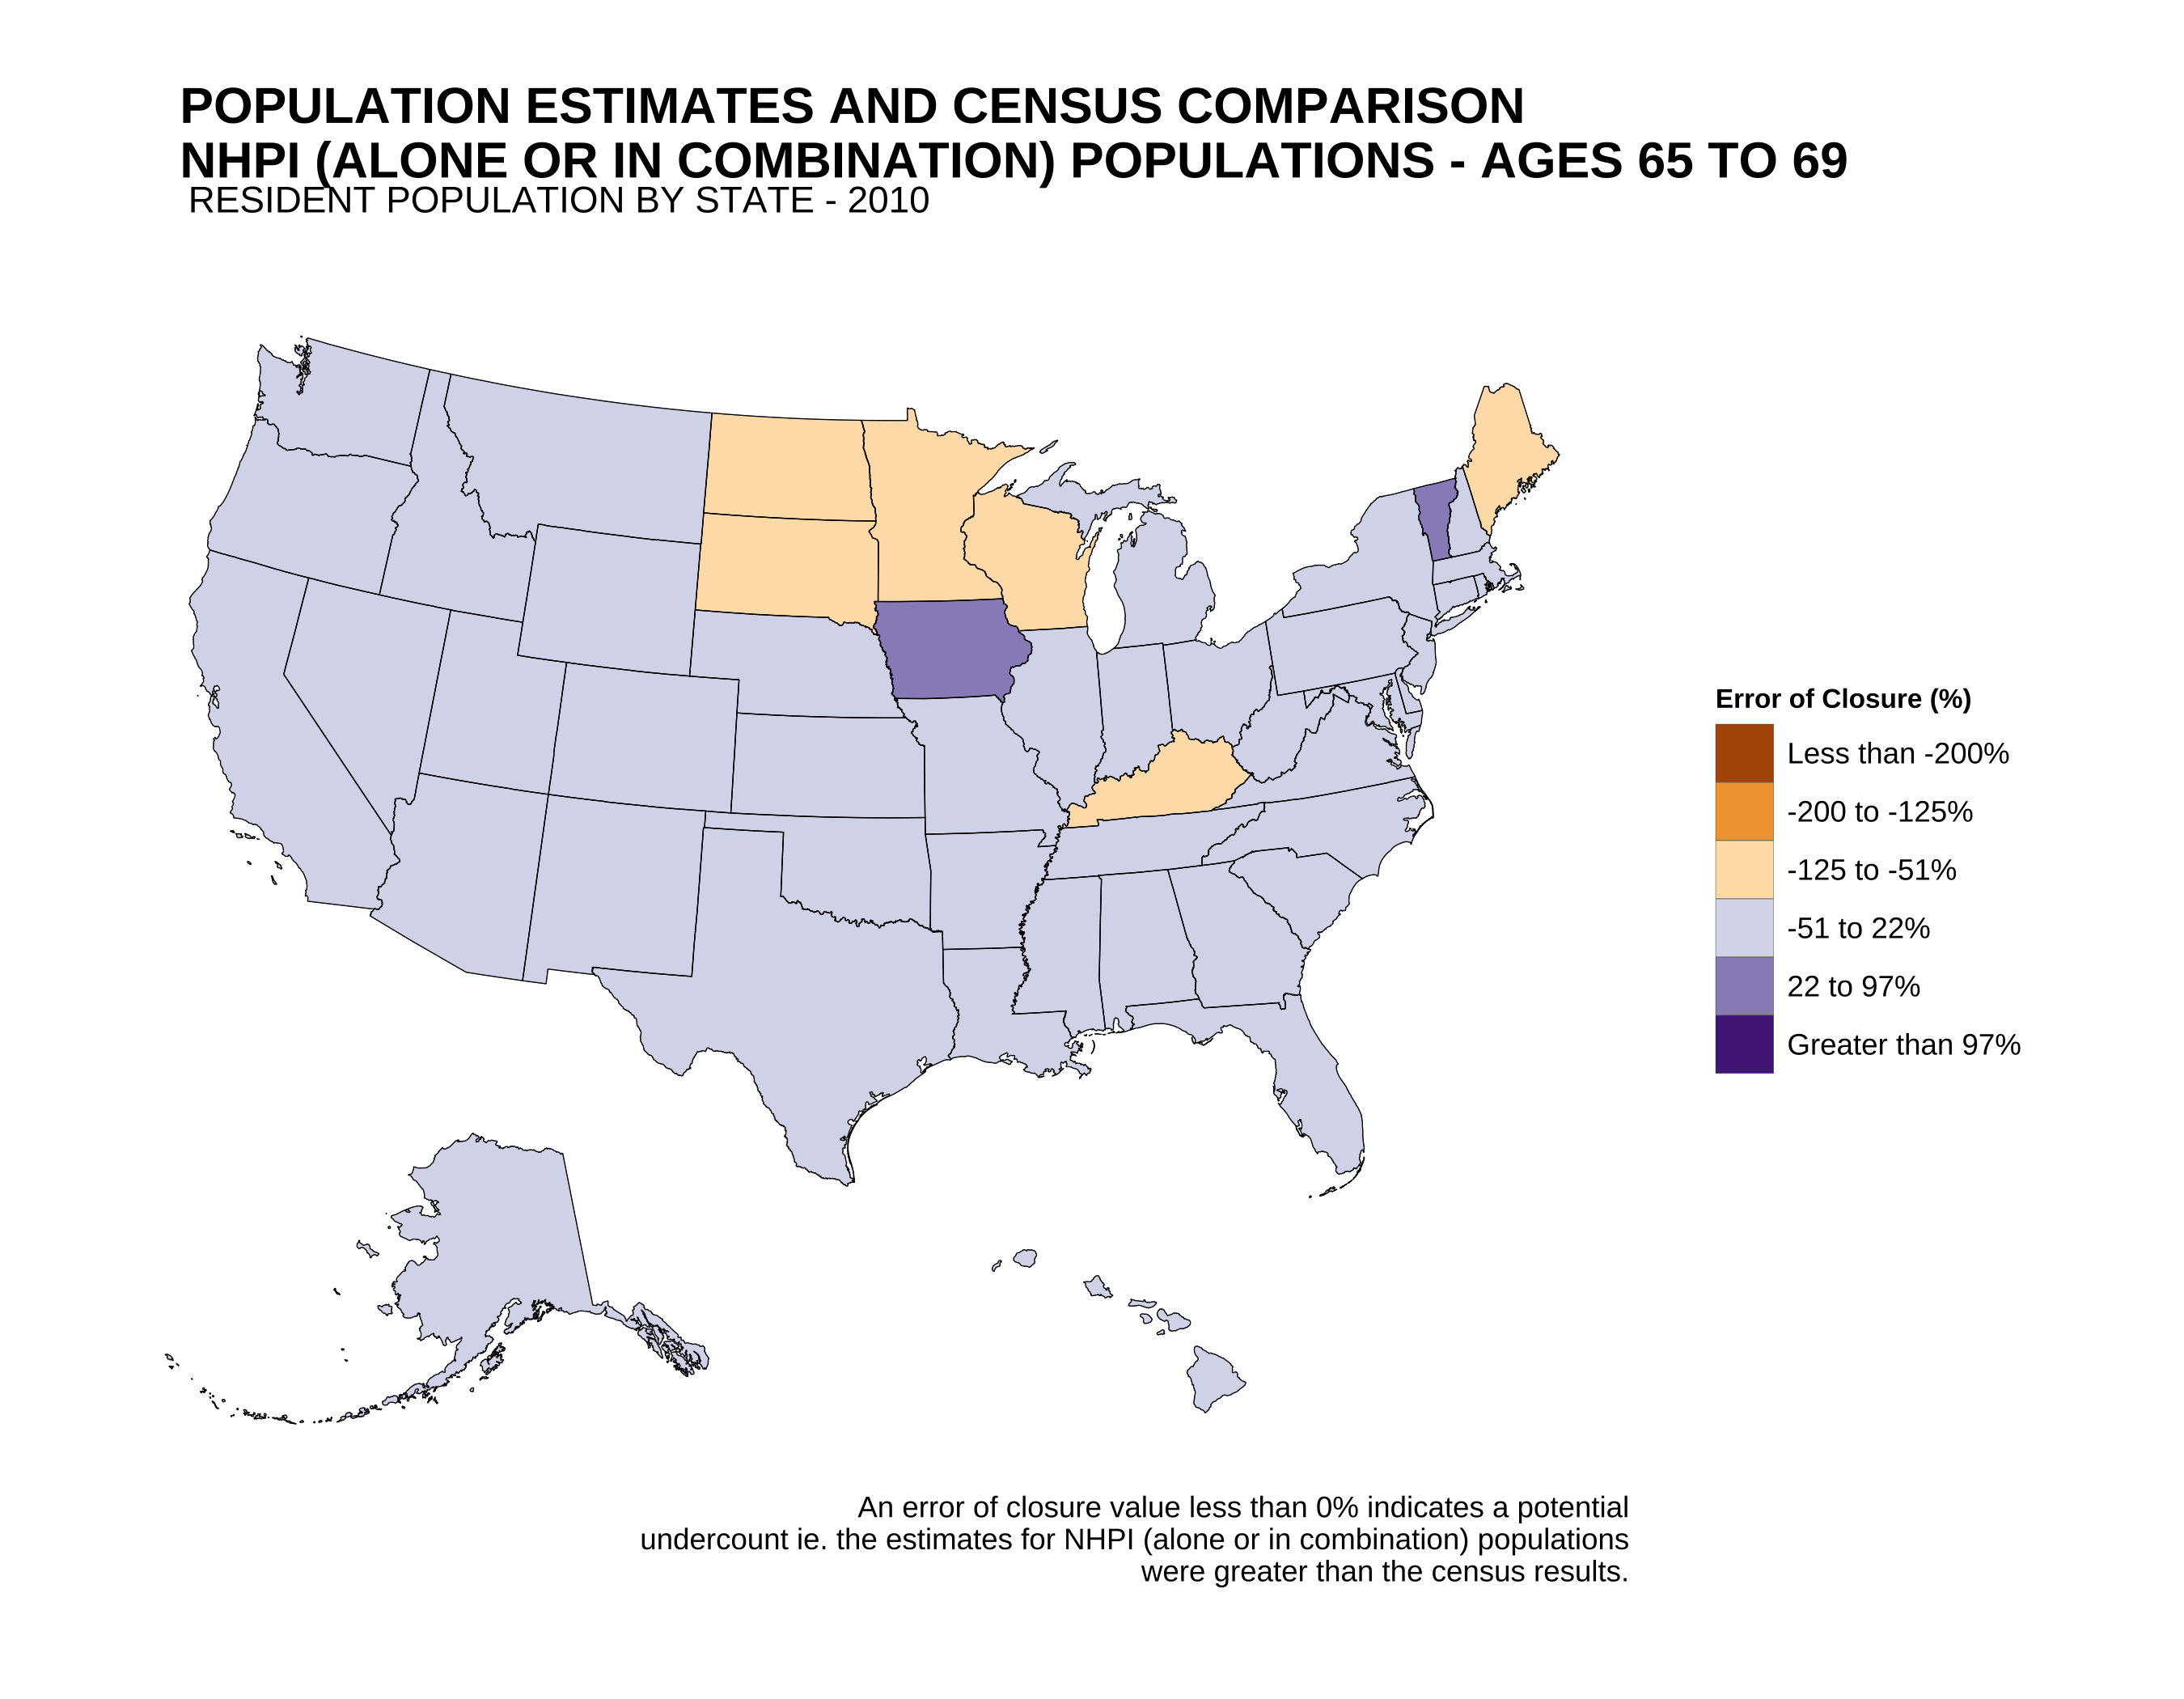 POPULATION ESTIMATES AND CENSUS COMPARISON
NHPI (ALONE OR IN COMBINATION) POPULATIONS - AGES 65 TO 69
RESIDENT POPULATION BY STATE - 2010
Error of Closure (%)
Less than -200%
-200 to -125%
-125 to -51%
-51 to 22%
22 to 97%
Greater than 97%
An error of closure value less than 0% indicates a potential
undercount ie. the estimates for NHPI (alone or in combination) populations
were greater than the census results.